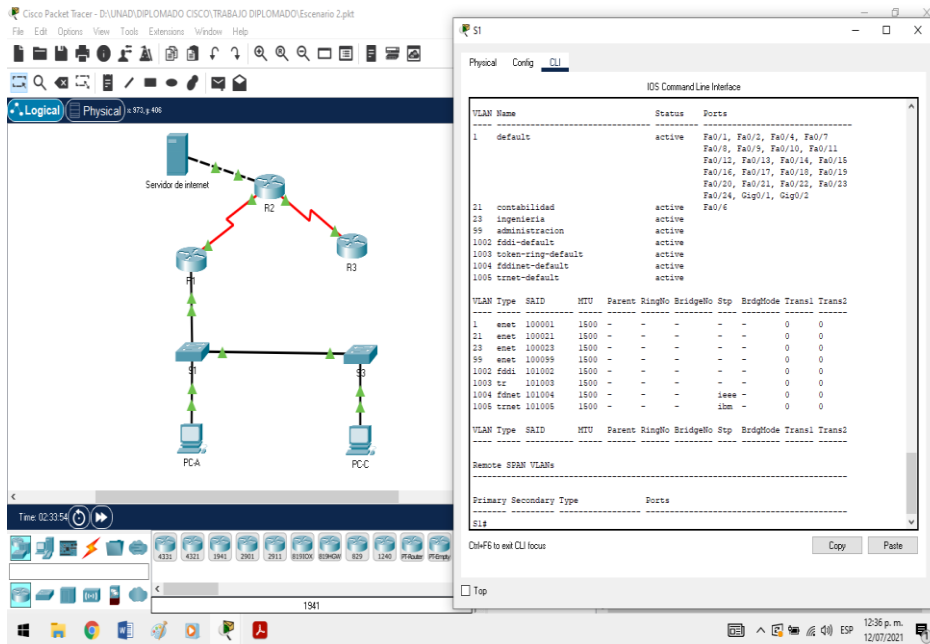 Cisco Packet Tracer - D:\UNAD\DIPLOMADO CISCO\TRABAJO DIPLOMADO\Escenario 2.pkt
File Edit Options View Tools Extensions Window Help
Logical Physical x: 973, y: 406
Servidor de internet
R2
R3
R1
S1
S3
PC-A
PC-C
Time: 02:33:54
4331 4321 1941 2901 2911 819IOX 819HGW 829 1240 PT-Router PT-Empty
1941
S1
Physical Config CLI
IOS Command Line Interface
VLAN Name Status Ports
---- -------------------------------- --------- -------------------------------
1 default active Fa0/1, Fa0/2, Fa0/4, Fa0/7
Fa0/8, Fa0/9, Fa0/10, Fa0/11
Fa0/12, Fa0/13, Fa0/14, Fa0/15
Fa0/16, Fa0/17, Fa0/18, Fa0/19
Fa0/20, Fa0/21, Fa0/22, Fa0/23
Fa0/24, Gig0/1, Gig0/2
21 contabilidad active Fa0/6
23 ingenieria active
99 administracion active
1002 fddi-default active
1003 token-ring-default active
1004 fddinet-default active
1005 trnet-default active
VLAN Type SAID MTU Parent RingNo BridgeNo Stp BrdgMode Trans1 Trans2
---- ----- ---------- ----- ------ ------ -------- ---- -------- ------ ------
1 enet 100001 1500 - - - - - 0 0
21 enet 100021 1500 - - - - - 0 0
23 enet 100023 1500 - - - - - 0 0
99 enet 100099 1500 - - - - - 0 0
1002 fddi 101002 1500 - - - - - 0 0
1003 tr 101003 1500 - - - - - 0 0
1004 fdnet 101004 1500 - - - ieee - 0 0
1005 trnet 101005 1500 - - - ibm - 0 0
VLAN Type SAID MTU Parent RingNo BridgeNo Stp BrdgMode Trans1 Trans2
---- ----- ---------- ----- ------ ------ -------- ---- -------- ------ ------
Remote SPAN VLANs
------------------------------------------------------------------------------
Primary Secondary Type Ports
------- --------- ----------------- ------------------------------------------
S1#
Ctrl+F6 to exit CLI focus
Copy Paste
Top
ESP
12:36 p. m.
12/07/2021